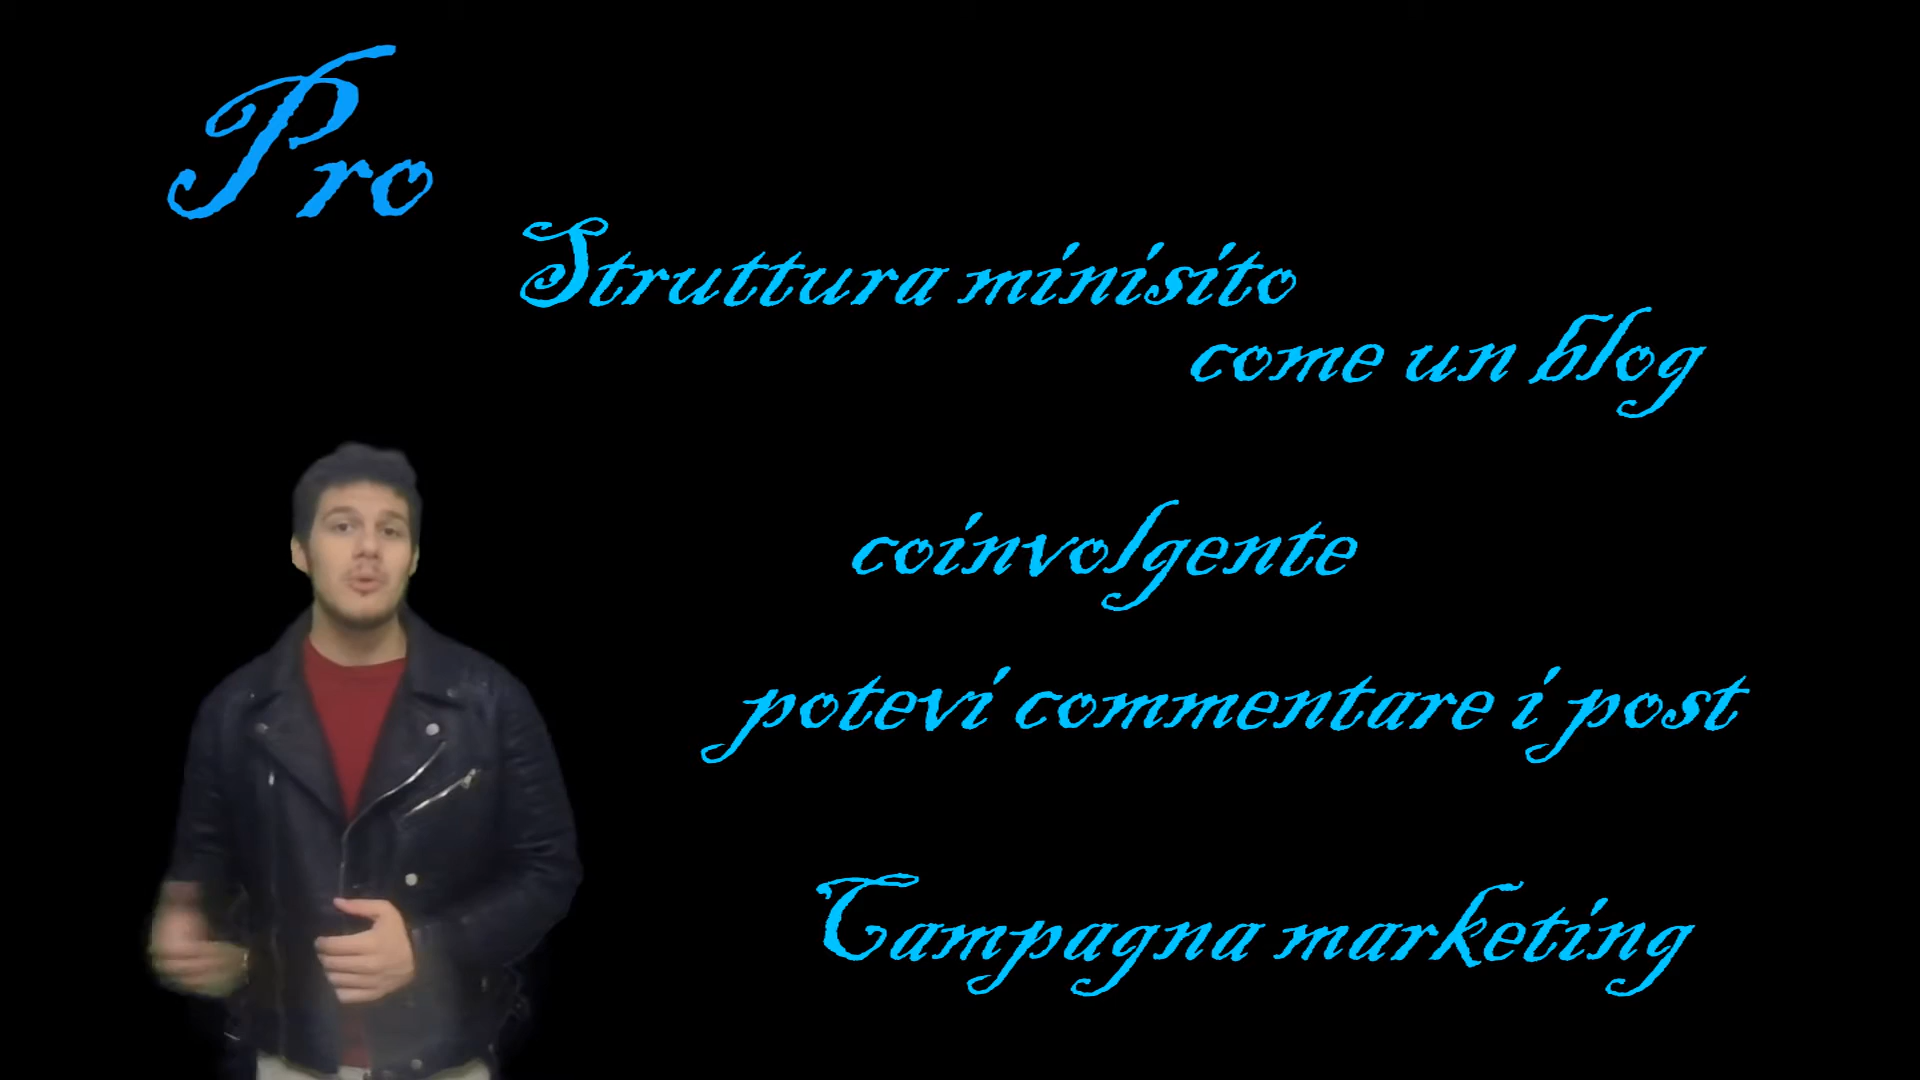 Pro
Struttura minisito
come un blog
coinvolgente
potevi commentare i post
Campagna marketing